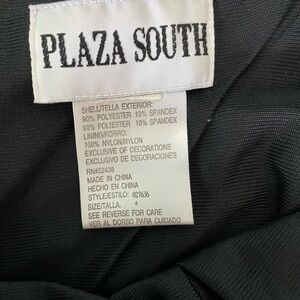 PLAZA SOUTH
SHELL/TELLA EXTERIOR:
90% POLYESTER 10% SPANDEX
90% POLIESTER 10% SPANDEX
LINING/FORRO:
100% NYLON/NYLON
EXCLUSIVE OF DECORATIONS
EXCLUSIVO DE DECORACIONES
RN#52438
MADE IN CHINA
HECHO EN CHINA
STYLE/ESTILO: 027636
SIZE/TALLA: 4
SEE REVERSE FOR CARE
VER AL DORSO PARA CUIDADO